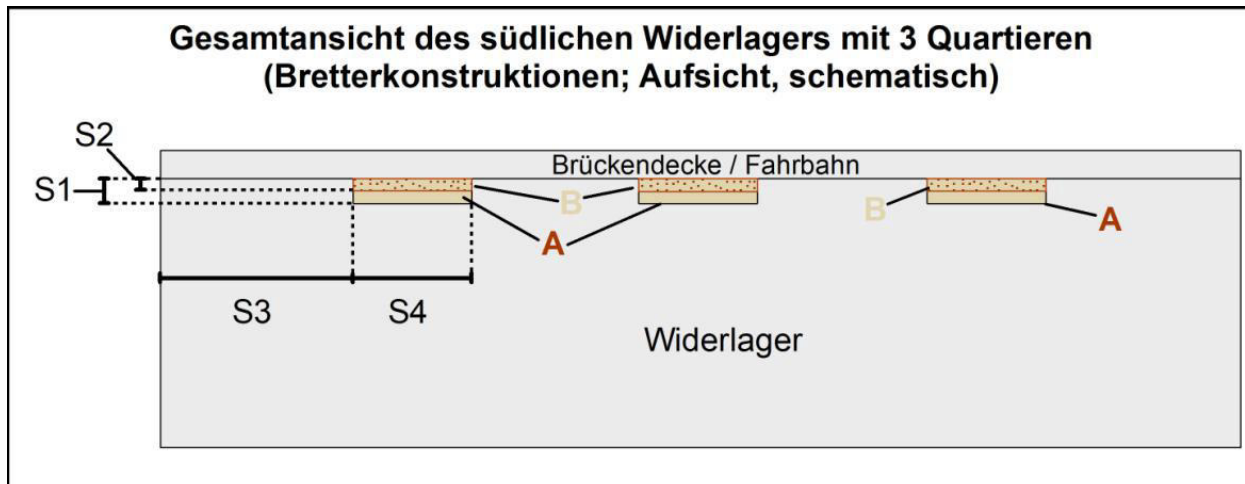 Gesamtansicht des südlichen Widerlagers mit 3 Quartieren
(Bretterkonstruktionen; Aufsicht, schematisch)
S2
Brückendecke / Fahrbahn
S1
B
B
A
A
S3
S4
Widerlager